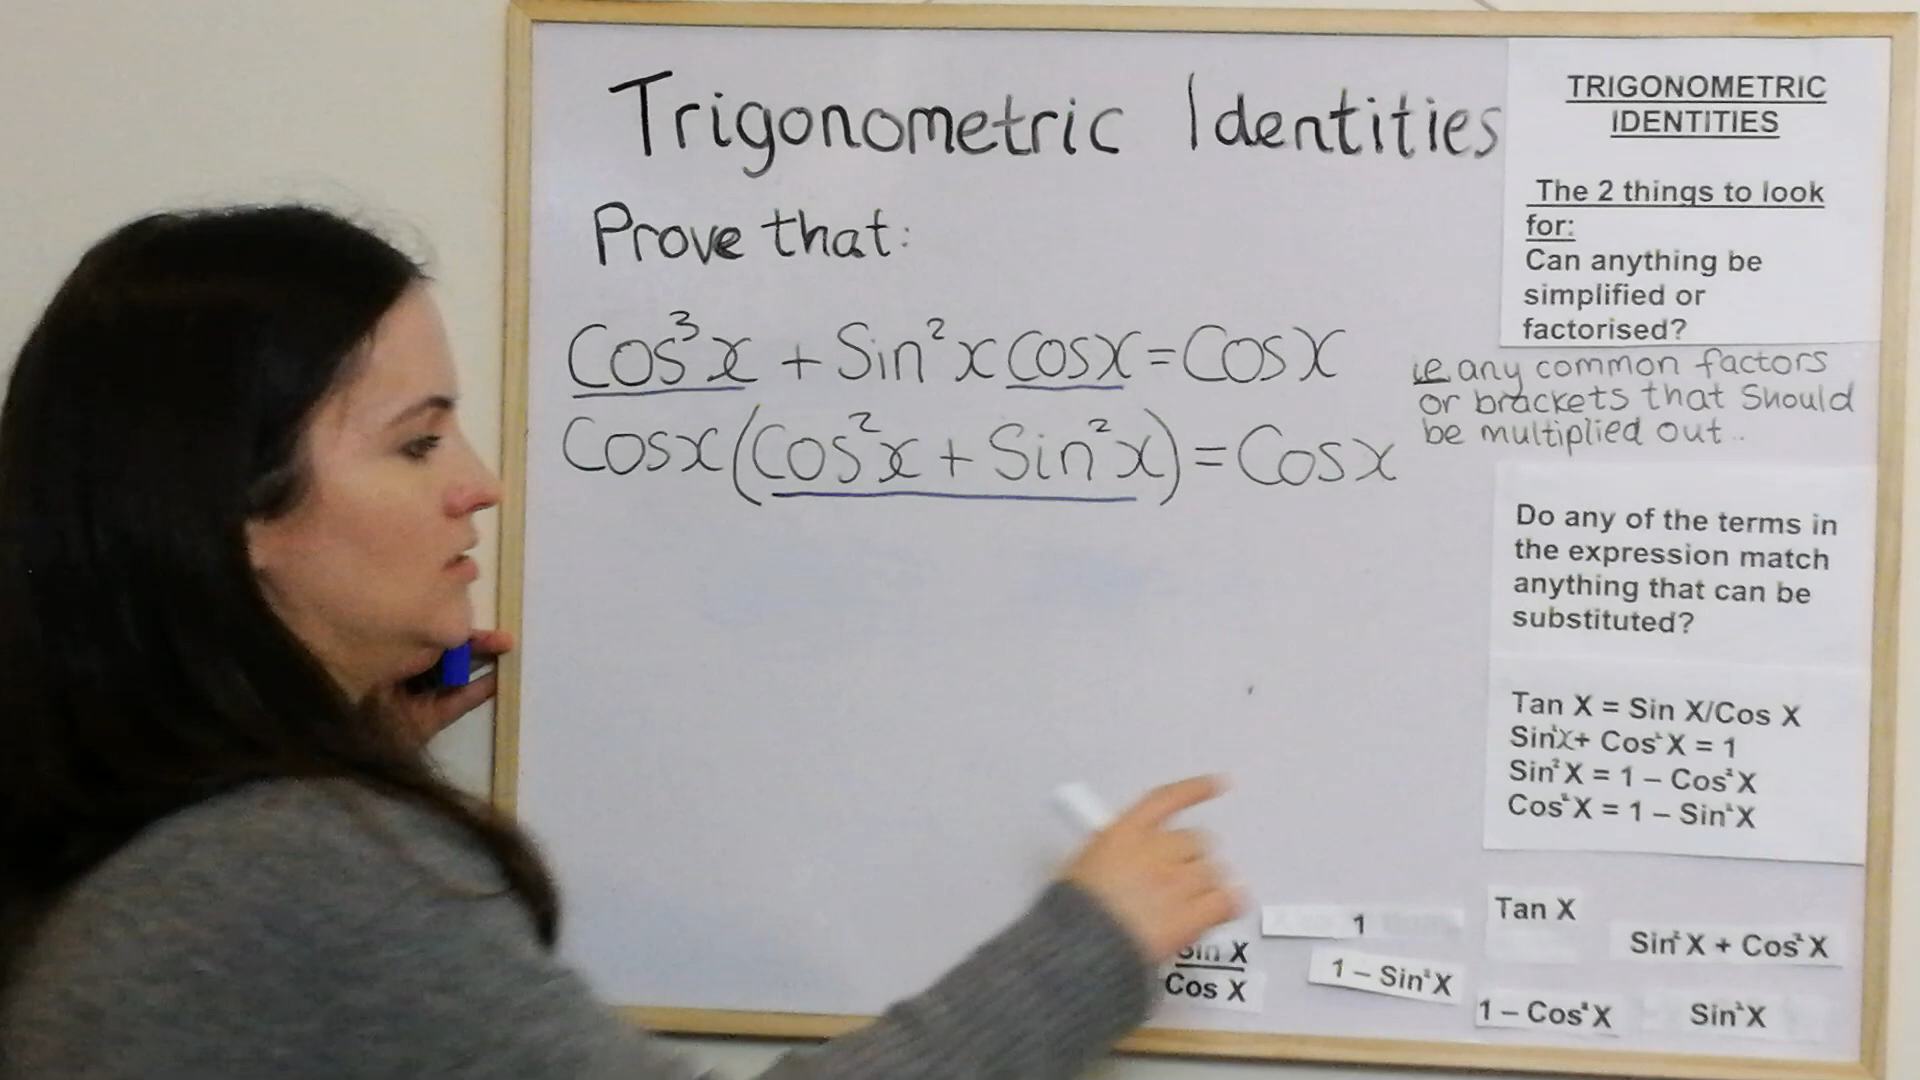 Trigonometric Identities
Prove that:
Cos³x + Sin²x cosx = Cosx
Cosx(Cos²x + Sin²x) = Cosx
TRIGONOMETRIC
IDENTITIES
The 2 things to look
for:
Can anything be
simplified or
factorised?
ie any common factors
or brackets that should
be multiplied out..
Do any of the terms in
the expression match
anything that can be
substituted?
Tan X = Sin X/Cos X
Sin²X+ Cos²X = 1
Sin²X = 1 – Cos²X
Cos²X = 1 – Sin²X
Sin X
Cos X
1
1 – Sin²X
Tan X
Sin²X + Cos²X
1 – Cos²X
Sin²X